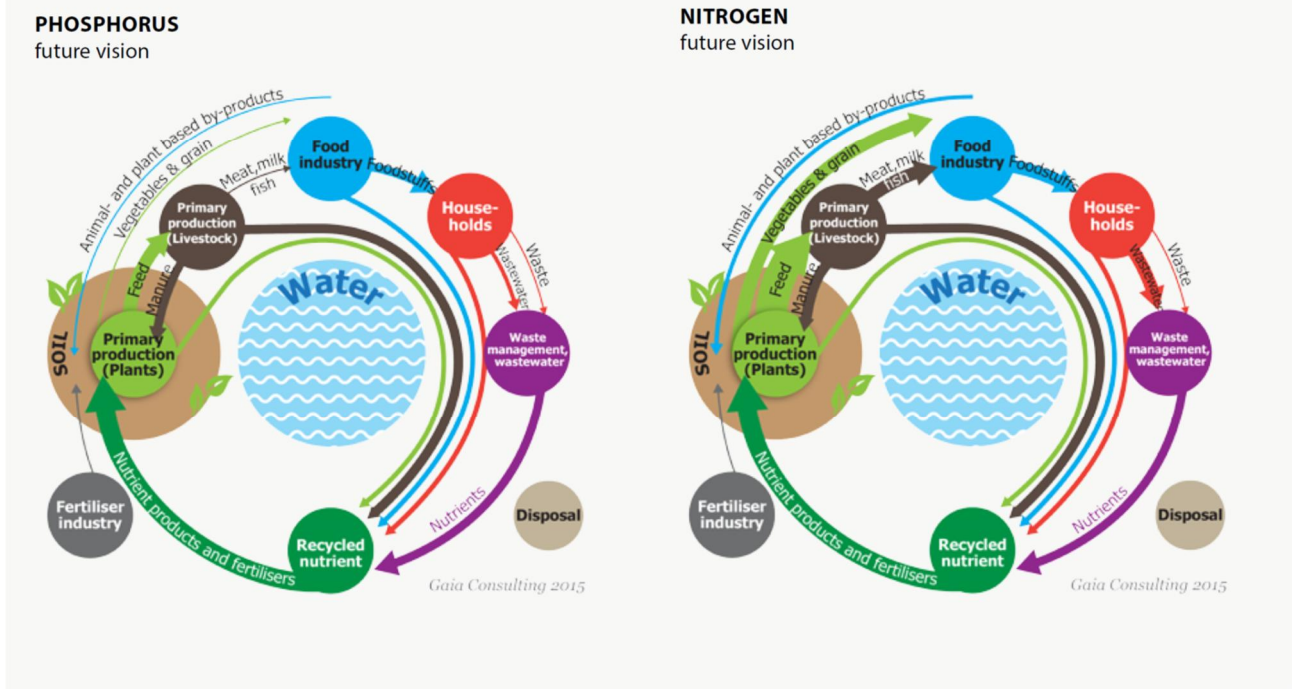 PHOSPHORUS
future vision
Animal- and plant based by-products
Vegetables & grain
Meat,milk
fish
Food
industry
Foodstuffs
House-
holds
Waste
Wastewater
Primary
production
(Livestock)
Feed
Manure
Water
SOIL
Primary
production
(Plants)
Waste
management,
wastewater
Fertiliser
industry
Nutrient products and fertilisers
Recycled
nutrient
Nutrients
Disposal
Gaia Consulting 2015
NITROGEN
future vision
Animal- and plant based by-products
Vegetables & grain
Meat,milk
fish
Food
industry
Foodstuffs
House-
holds
Waste
Wastewater
Primary
production
(Livestock)
Feed
Manure
Water
SOIL
Primary
production
(Plants)
Waste
management,
wastewater
Fertiliser
industry
Nutrient products and fertilisers
Recycled
nutrient
Nutrients
Disposal
Gaia Consulting 2015